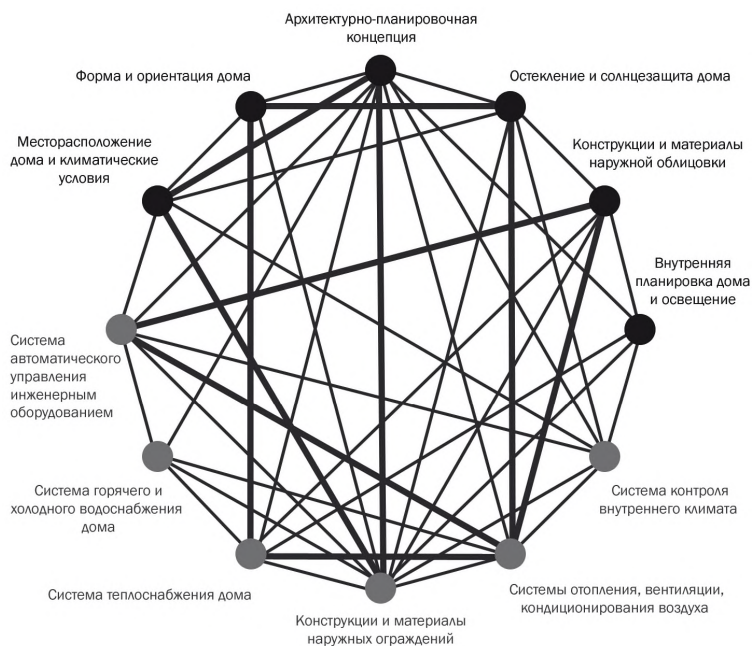 Архитектурно-планировочная
концепция
Форма и ориентация дома
Остекление и солнцезащита дома
Месторасположение
дома и климатические
условия
Конструкции и материалы
наружной облицовки
Внутренняя
планировка дома
и освещение
Система
автоматического
управления
инженерным
оборудованием
Система горячего и
холодного водоснабжения
дома
Система контроля
внутреннего климата
Система теплоснабжения дома
Системы отопления, вентиляции,
кондиционирования воздуха
Конструкции и материалы
наружных ограждений